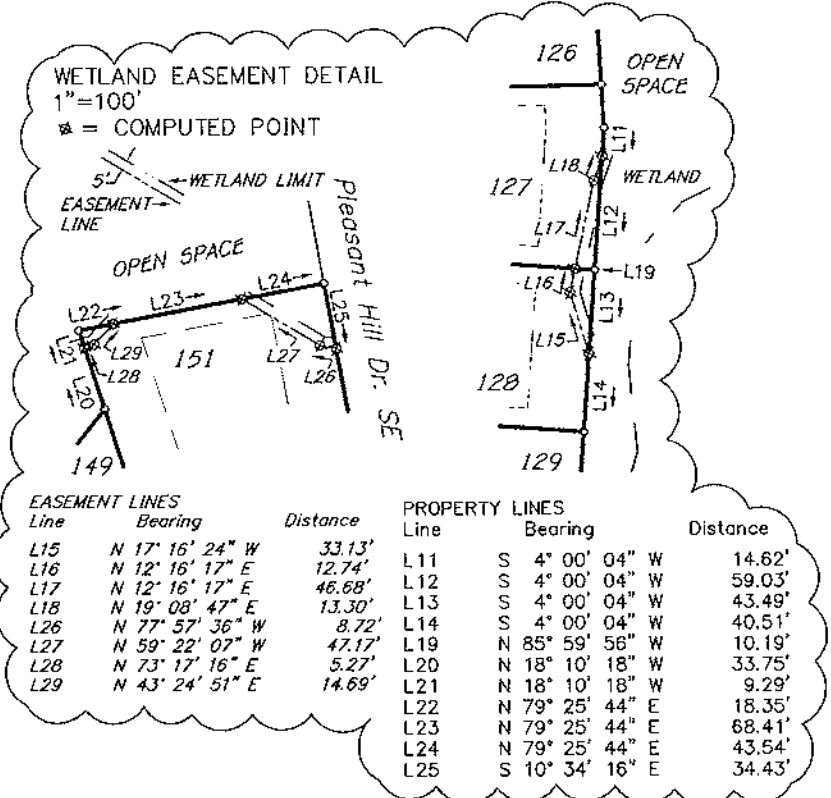 WETLAND EASEMENT DETAIL
1"=100'
= COMPUTED POINT
5'
WETLAND LIMIT
EASEMENT
LINE
OPEN SPACE
Pleasant Hill Dr. SE
L22
L23
L24
L25
L21
L29
L28
L27
L26
L20
151
149
126
OPEN
SPACE
L11
L18
WETLAND
127
L12
L17
L19
L16
L13
L15
128
L14
129
EASEMENT LINES
Line Bearing Distance
L15 N 17° 16' 24" W 33.13'
L16 N 12° 16' 17" E 12.74'
L17 N 12° 16' 17" E 46.68'
L18 N 19° 08' 47" E 13.30'
L26 N 77° 57' 36" W 8.72'
L27 N 59° 22' 07" W 47.17'
L28 N 73° 17' 16" E 5.27'
L29 N 43° 24' 51" E 14.69'
PROPERTY LINES
Line Bearing Distance
L11 S 4° 00' 04" W 14.62'
L12 S 4° 00' 04" W 59.03'
L13 S 4° 00' 04" W 43.49'
L14 S 4° 00' 04" W 40.51'
L19 N 85° 59' 56" W 10.19'
L20 N 18° 10' 18" W 33.75'
L21 N 18° 10' 18" W 9.29'
L22 N 79° 25' 44" E 18.35'
L23 N 79° 25' 44" E 68.41'
L24 N 79° 25' 44" E 43.54'
L25 S 10° 34' 16" E 34.43'